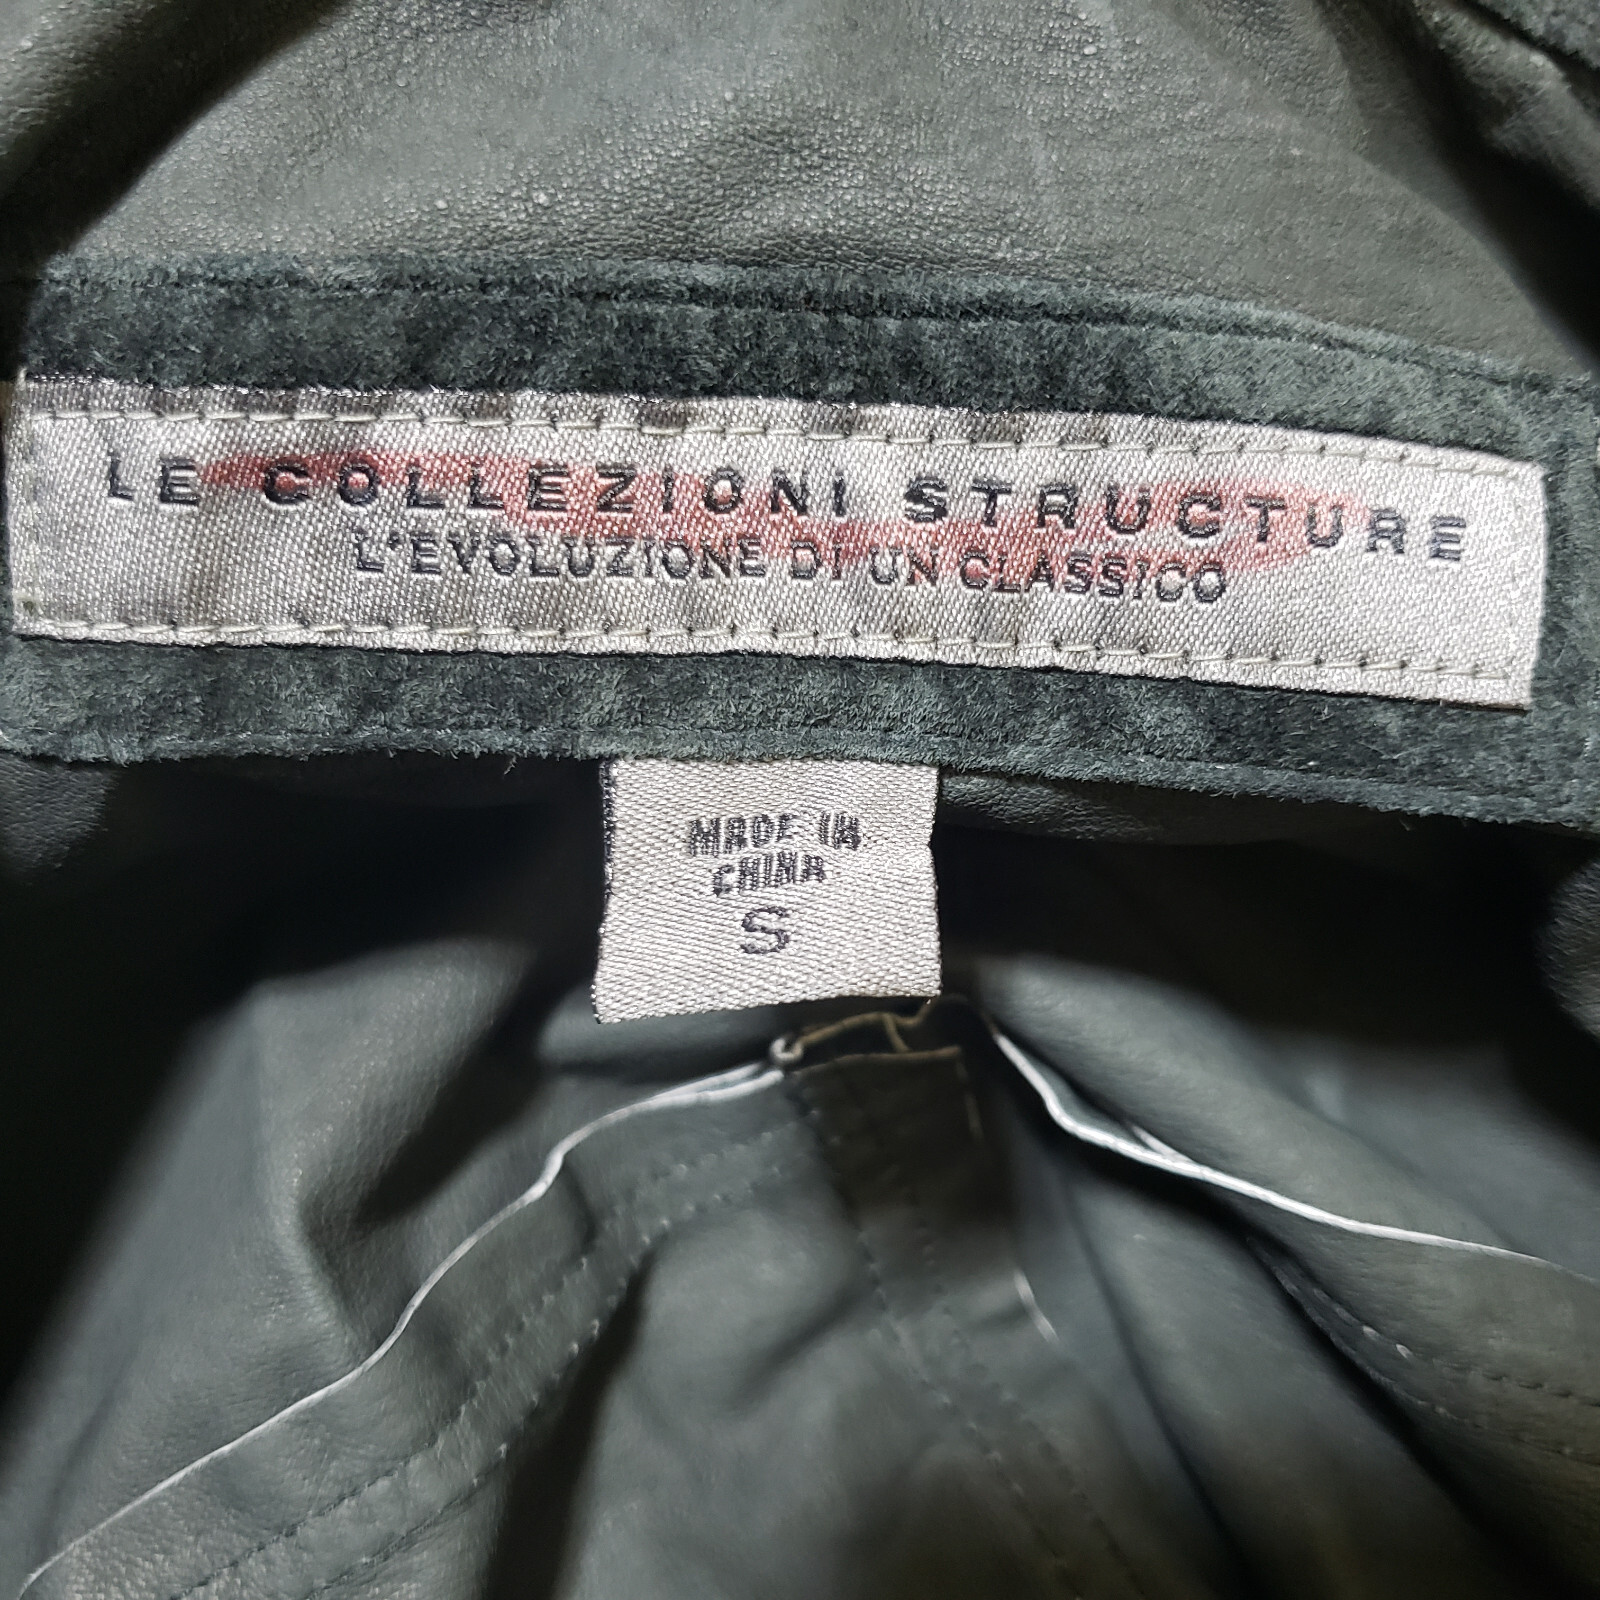 LE COLLEZIONI STRUCTURE
L'EVOLUZIONE DI UN CLASSICO
MADE IN
CHINA
S